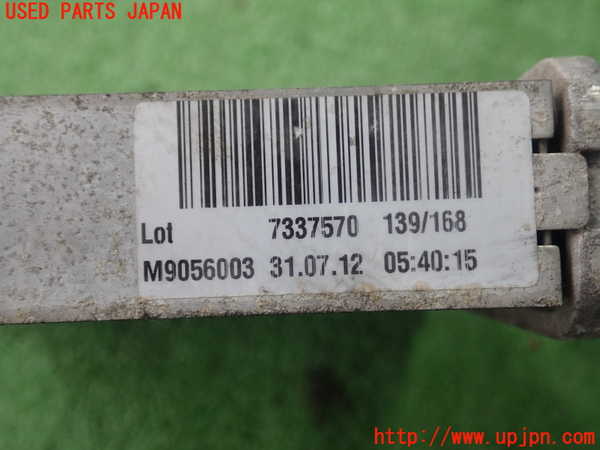 USED PARTS JAPAN
Lot 7337570 139/168
M9056003 31.07.12 05:40:15
http://www.upjpn.com/